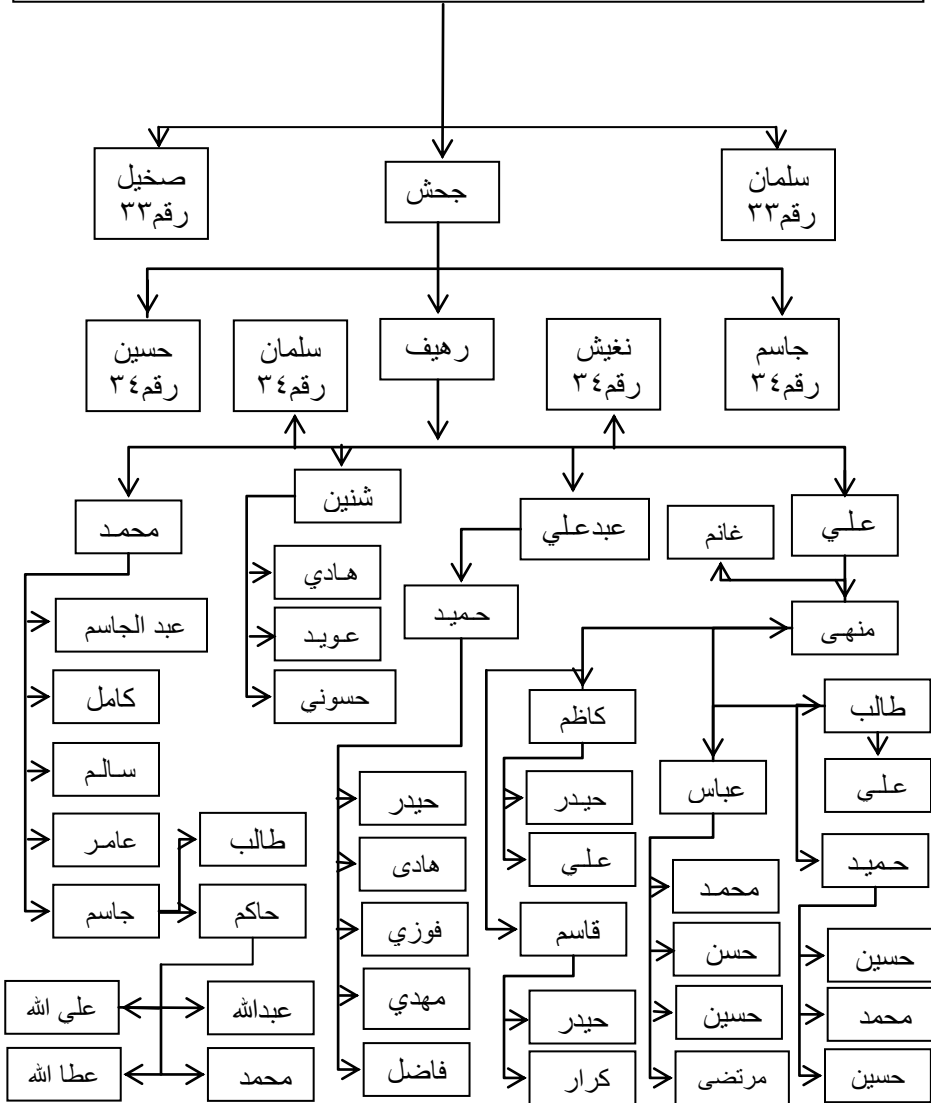 سلمان
رقم٣٣
جحش
صخيل
رقم٣٣
جاسم
رقم٣٤
نغيش
رقم٣٤
رهيف
سلمان
رقم٣٤
حسين
رقم٣٤
علي
غانم
عبدعلي
شنين
محمد
منهى
حميد
هادي
عويد
حسوني
عبد الجاسم
كامل
سالم
عامر
جاسم
طالب
علي
كاظم
عباس
حيدر
علي
حميد
محمد
حسن
حسين
مرتضى
حسين
محمد
حسين
قاسم
حيدر
كرار
حيدر
هادى
فوزي
مهدي
فاضل
طالب
حاكم
عبدالله
علي الله
محمد
عطا الله